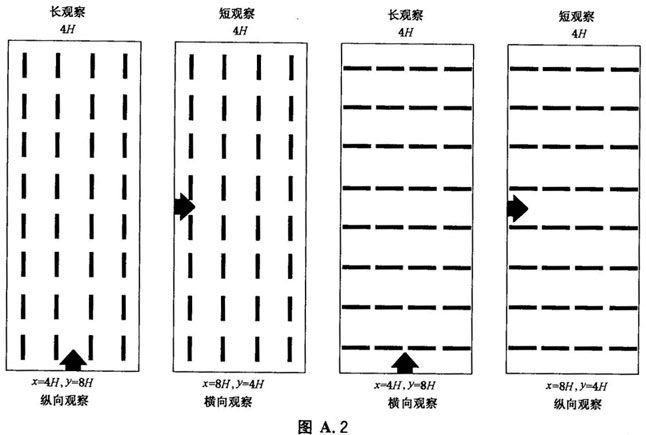 长观察 短观察 长观察 短观察
4H 4H 4H 4H
x=4H,y=8H x=8H,y=4H x=4H,y=8H x=8H,y=4H
纵向观察 横向观察 横向观察 纵向观察
图 A.2